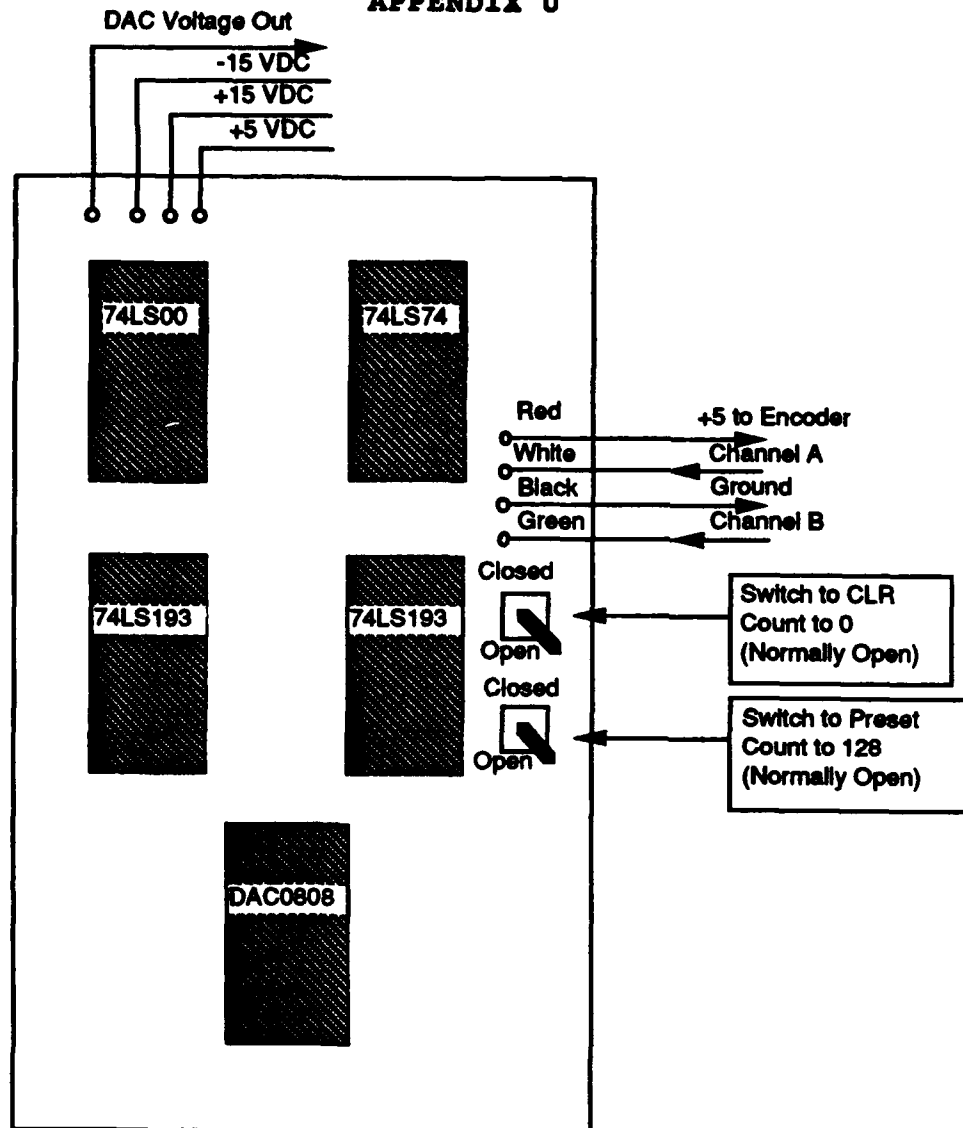 APPENDIX U
DAC Voltage Out
-15 VDC
+15 VDC
+5 VDC
74LS00
74LS74
Red
+5 to Encoder
White
Channel A
Black
Ground
Green
Channel B
Closed
Open
Switch to CLR
Count to 0
(Normally Open)
74LS193
74LS193
Closed
Open
Switch to Preset
Count to 128
(Normally Open)
DAC0808